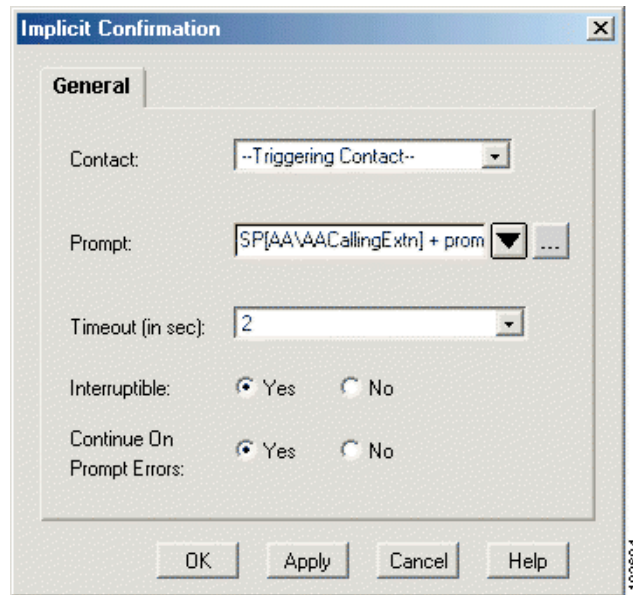 Implicit Confirmation
General
Contact:
--Triggering Contact--
Prompt:
SP[AA\AACallingExtn] + prom
...
Timeout (in sec):
2
Interruptible:
Yes
No
Continue On
Prompt Errors:
Yes
No
OK
Apply
Cancel
Help